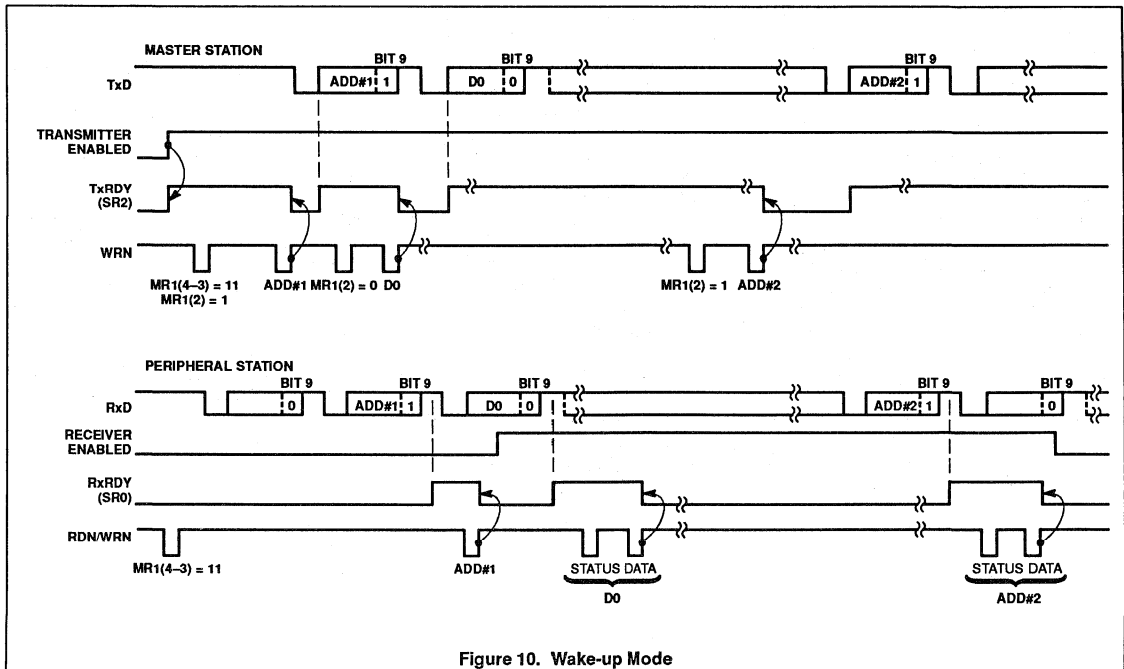 MASTER STATION
BIT 9 BIT 9 BIT 9
TxD ADD#1 1 D0 0 ADD#2 1
TRANSMITTER
ENABLED
TxRDY
(SR2)
WRN
MR1(4–3) = 11 ADD#1 MR1(2) = 0 D0 MR1(2) = 1 ADD#2
MR1(2) = 1
PERIPHERAL STATION
BIT 9 BIT 9 BIT 9 BIT 9 BIT 9
RxD 0 ADD#1 1 D0 0 ADD#2 1 0
RECEIVER
ENABLED
RxRDY
(SR0)
RDN/WRN
MR1(4–3) = 11 ADD#1 STATUS DATA STATUS DATA
D0 ADD#2
Figure 10. Wake-up Mode